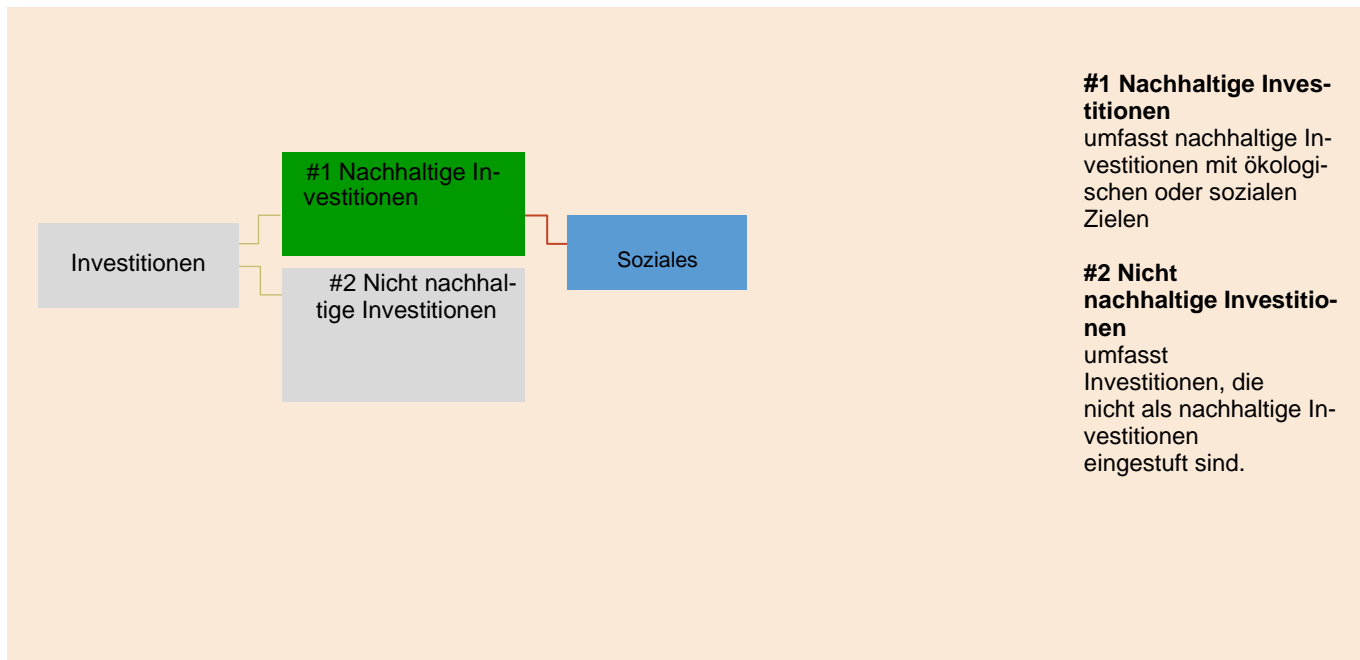 Investitionen
#1 Nachhaltige In-
vestitionen
#2 Nicht nachhal-
tige Investitionen
Soziales
#1 Nachhaltige Inves-
titionen
umfasst nachhaltige In-
vestitionen mit ökologi-
schen oder sozialen
Zielen
#2 Nicht
nachhaltige Investitio-
nen
umfasst
Investitionen, die
nicht als nachhaltige In-
vestitionen
eingestuft sind.